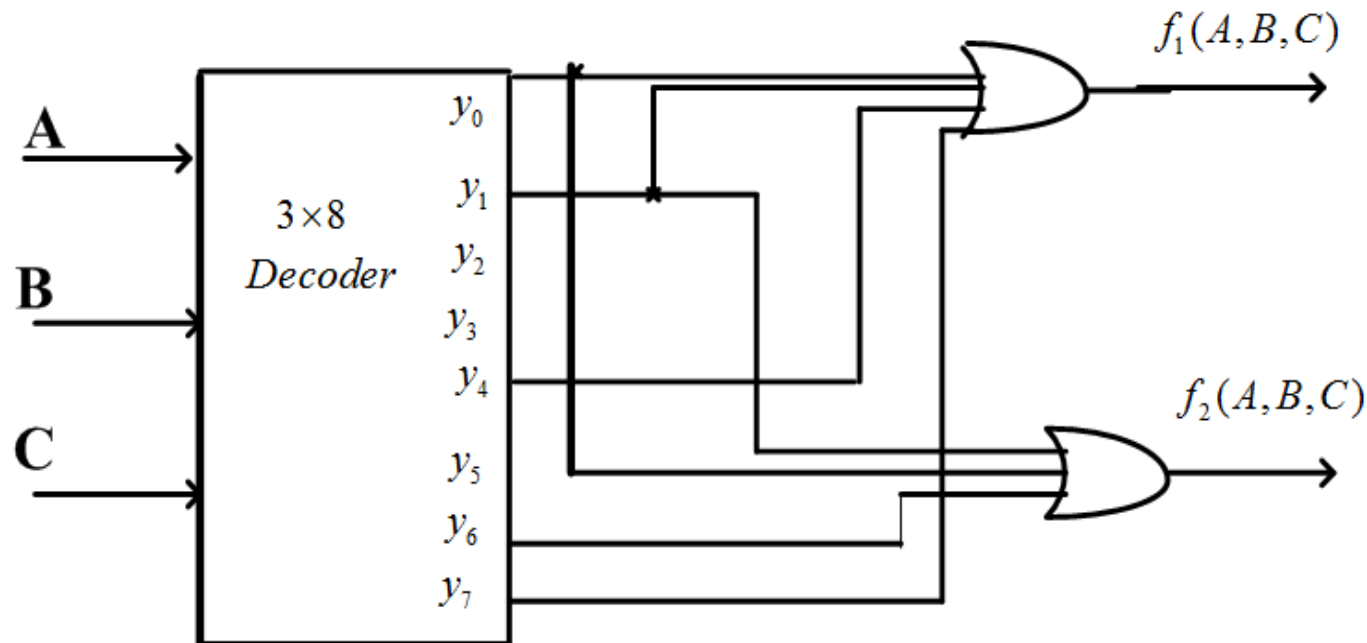 f₁(A,B,C)
A
y₀
y₁
3×8
Decoder
y₂
B
y₃
y₄
f₂(A,B,C)
C
y₅
y₆
y₇